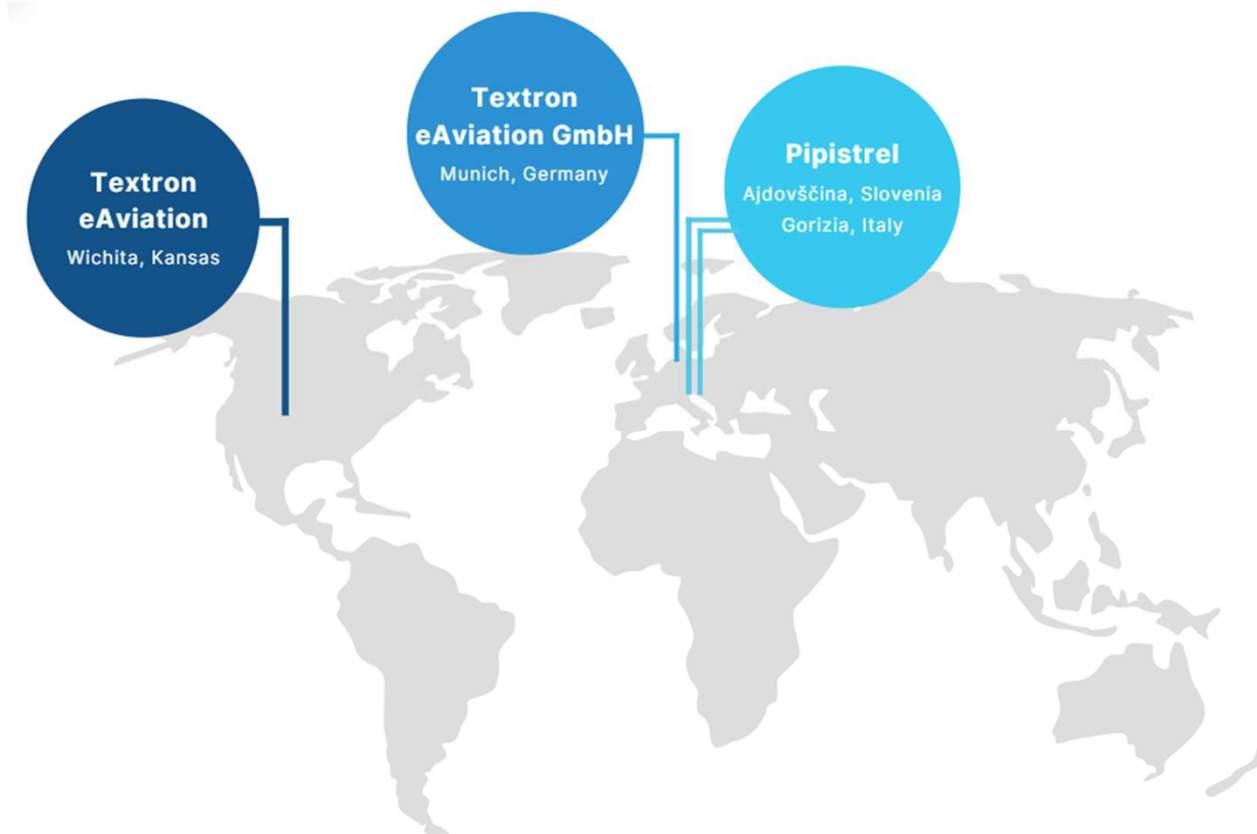 Textron
eAviation
Wichita, Kansas
Textron
eAviation GmbH
Munich, Germany
Pipistrel
Ajdovščina, Slovenia
Gorizia, Italy